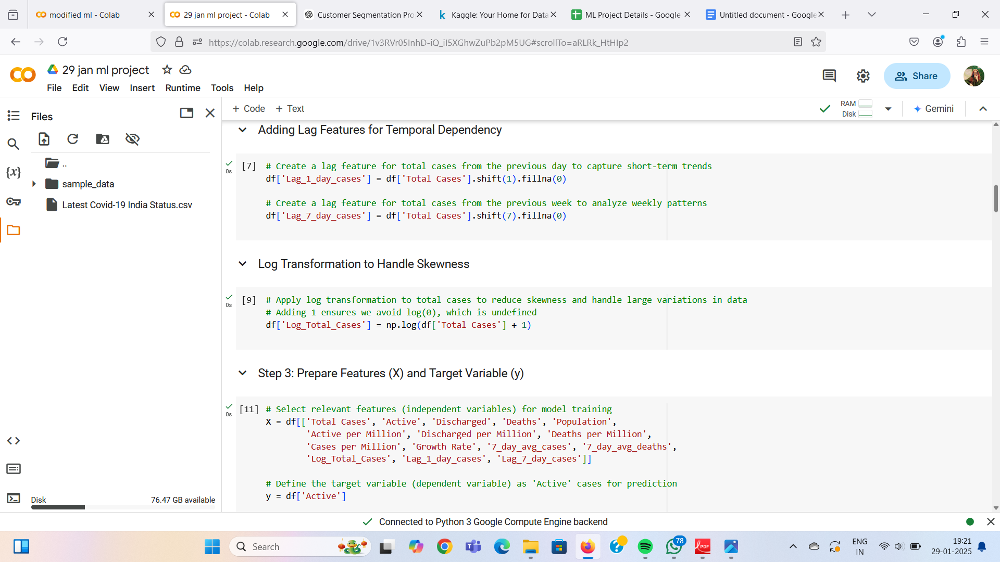 modified ml - Colab
29 jan ml project - Colab
Customer Segmentation Pro
Kaggle: Your Home for Data
ML Project Details - Google
Untitled document - Google
https://colab.research.google.com/drive/1v3RVr05InhD-iQ_iI5XGhwZuPb2pM5UG#scrollTo=aRLRk_HtHIp2
29 jan ml project
File Edit View Insert Runtime Tools Help
Share
Files
+ Code + Text
RAM
Disk
Gemini
..
sample_data
Latest Covid-19 India Status.csv
Adding Lag Features for Temporal Dependency
0s
[7]
# Create a lag feature for total cases from the previous day to capture short-term trends
df['Lag_1_day_cases'] = df['Total Cases'].shift(1).fillna(0)
# Create a lag feature for total cases from the previous week to analyze weekly patterns
df['Lag_7_day_cases'] = df['Total Cases'].shift(7).fillna(0)
Log Transformation to Handle Skewness
0s
[9]
# Apply log transformation to total cases to reduce skewness and handle large variations in data
# Adding 1 ensures we avoid log(0), which is undefined
df['Log_Total_Cases'] = np.log(df['Total Cases'] + 1)
Step 3: Prepare Features (X) and Target Variable (y)
0s
[11]
# Select relevant features (independent variables) for model training
X = df[['Total Cases', 'Active', 'Discharged', 'Deaths', 'Population',
'Active per Million', 'Discharged per Million', 'Deaths per Million',
'Cases per Million', 'Growth Rate', '7_day_avg_cases', '7_day_avg_deaths',
'Log_Total_Cases', 'Lag_1_day_cases', 'Lag_7_day_cases']]
# Define the target variable (dependent variable) as 'Active' cases for prediction
y = df['Active']
Disk
76.47 GB available
Connected to Python 3 Google Compute Engine backend
Search
78
PDF
ENG
IN
19:21
29-01-2025